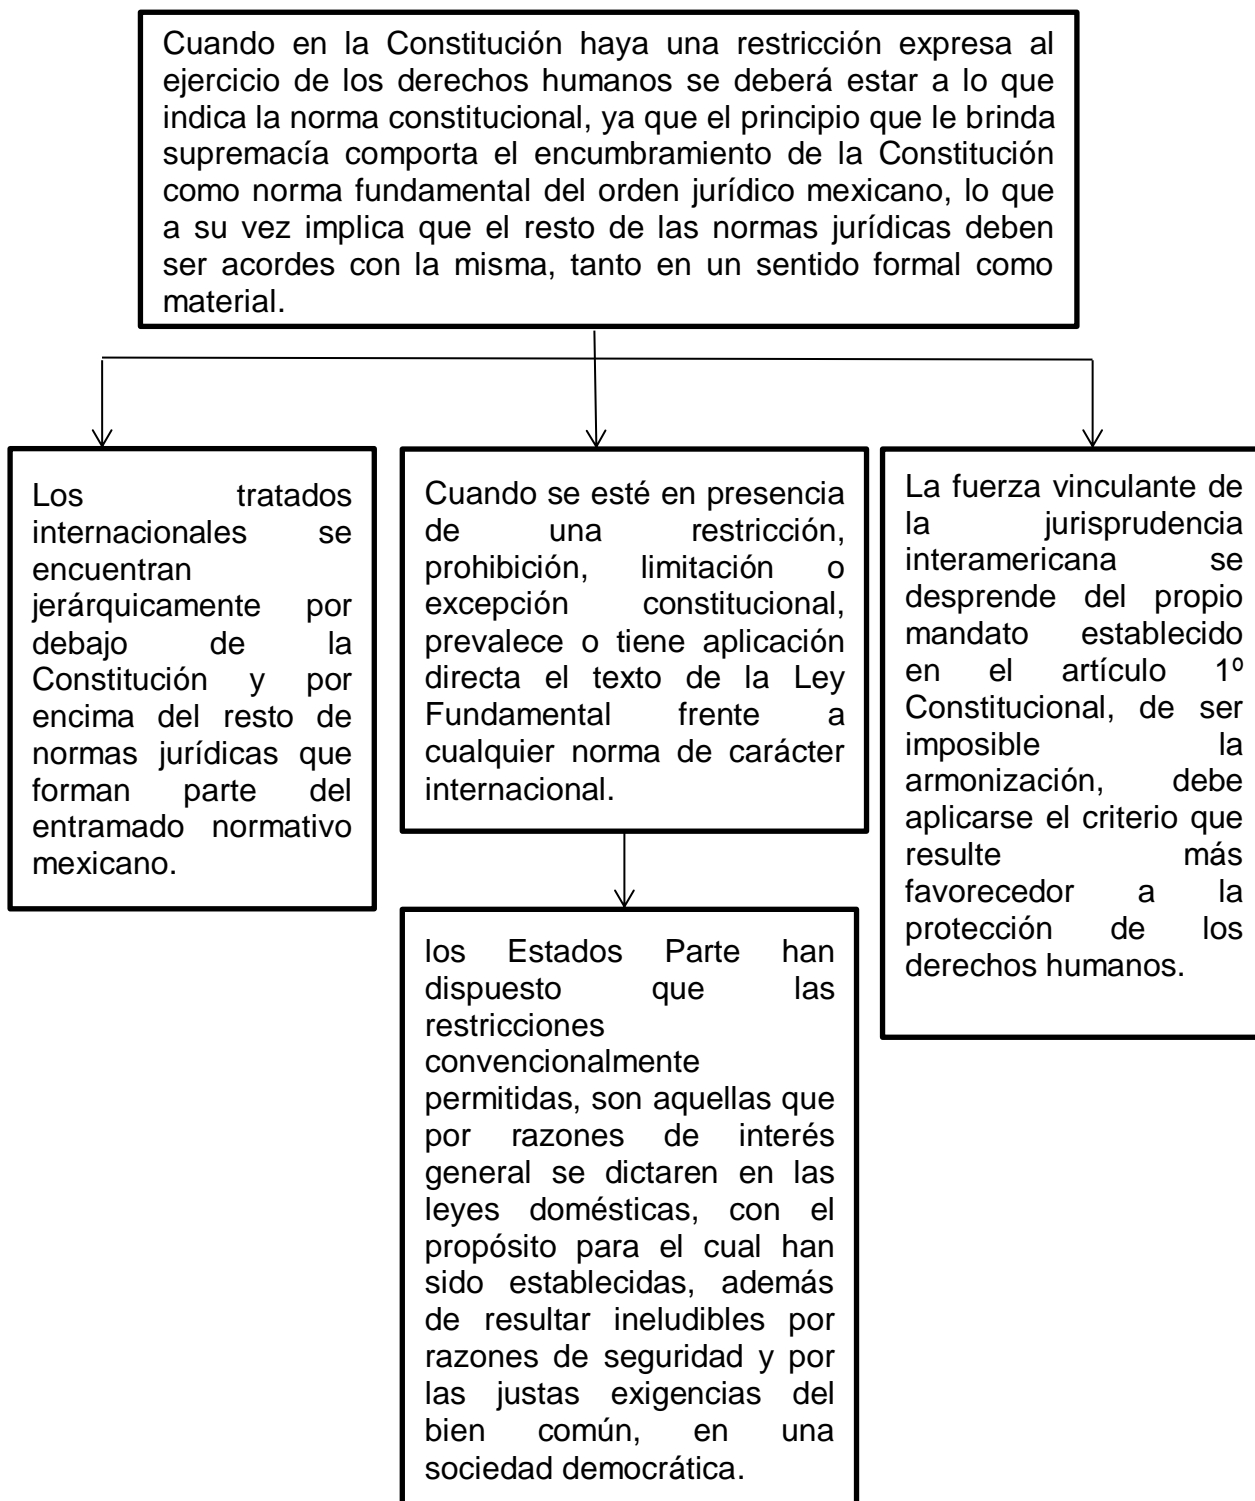 Cuando en la Constitución haya una restricción expresa al
ejercicio de los derechos humanos se deberá estar a lo que
indica la norma constitucional, ya que el principio que le brinda
supremacía comporta el encumbramiento de la Constitución
como norma fundamental del orden jurídico mexicano, lo que
a su vez implica que el resto de las normas jurídicas deben
ser acordes con la misma, tanto en un sentido formal como
material.
Los tratados
internacionales se
encuentran
jerárquicamente por
debajo de la
Constitución y por
encima del resto de
normas jurídicas que
forman parte del
entramado normativo
mexicano.
Cuando se esté en presencia
de una restricción,
prohibición, limitación o
excepción constitucional,
prevalece o tiene aplicación
directa el texto de la Ley
Fundamental frente a
cualquier norma de carácter
internacional.
La fuerza vinculante de
la jurisprudencia
interamericana se
desprende del propio
mandato establecido
en el artículo 1º
Constitucional, de ser
imposible la
armonización, debe
aplicarse el criterio que
resulte más
favorecedor a la
protección de los
derechos humanos.
los Estados Parte han
dispuesto que las
restricciones
convencionalmente
permitidas, son aquellas que
por razones de interés
general se dictaren en las
leyes domésticas, con el
propósito para el cual han
sido establecidas, además
de resultar ineludibles por
razones de seguridad y por
las justas exigencias del
bien común, en una
sociedad democrática.